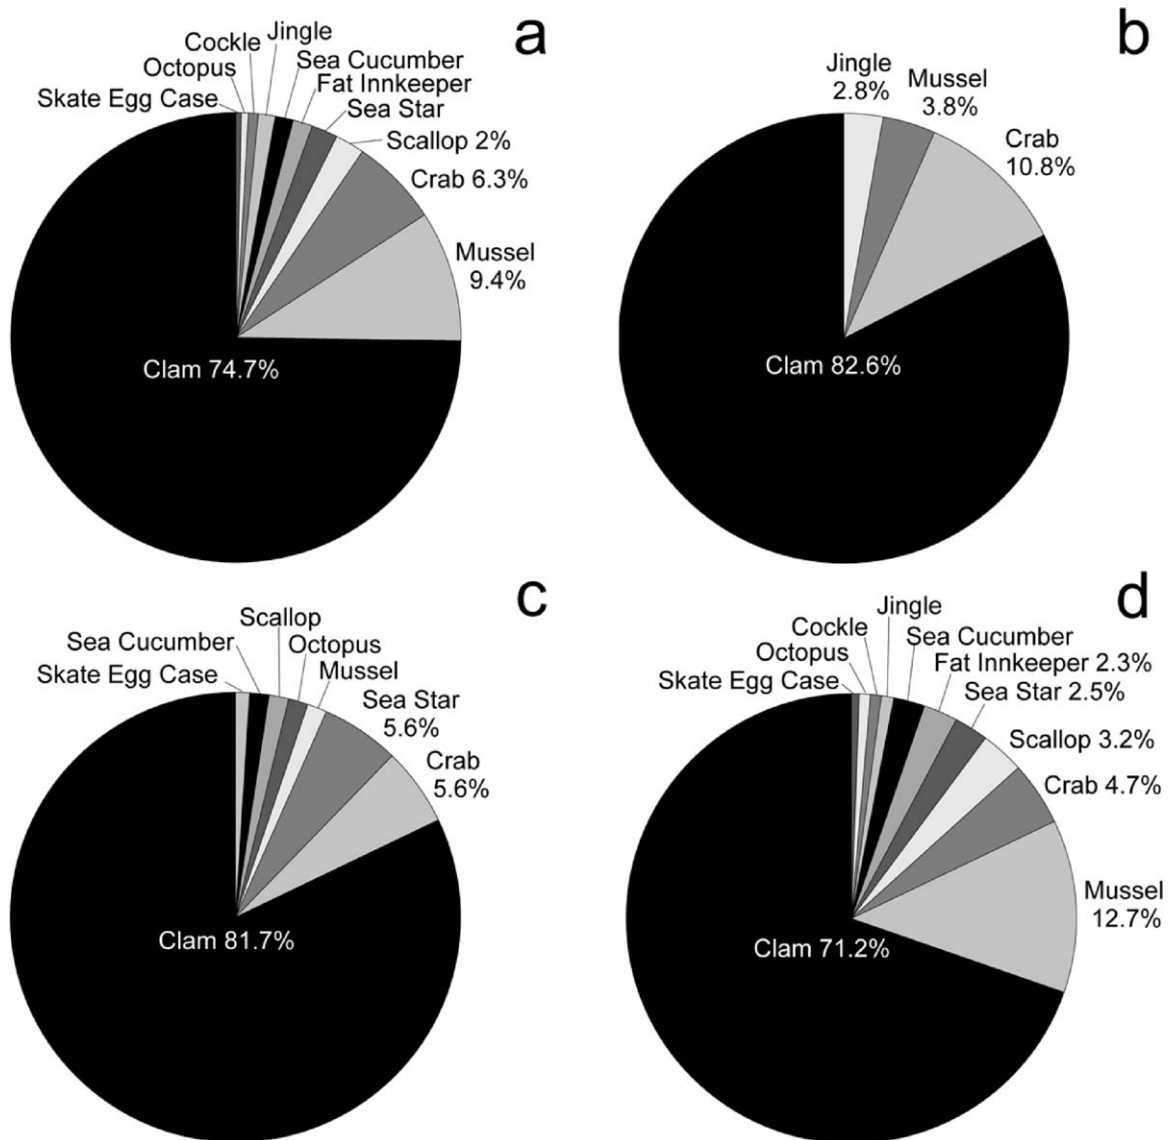 a
Jingle
Cockle
Sea Cucumber
Octopus
Fat Innkeeper
Skate Egg Case
Sea Star
Scallop 2%
Crab 6.3%
Mussel
9.4%
Clam 74.7%
b
Jingle
2.8%
Mussel
3.8%
Crab
10.8%
Clam 82.6%
c
Scallop
Sea Cucumber
Octopus
Skate Egg Case
Mussel
Sea Star
5.6%
Crab
5.6%
Clam 81.7%
d
Jingle
Cockle
Sea Cucumber
Octopus
Fat Innkeeper 2.3%
Skate Egg Case
Sea Star 2.5%
Scallop 3.2%
Crab 4.7%
Mussel
12.7%
Clam 71.2%